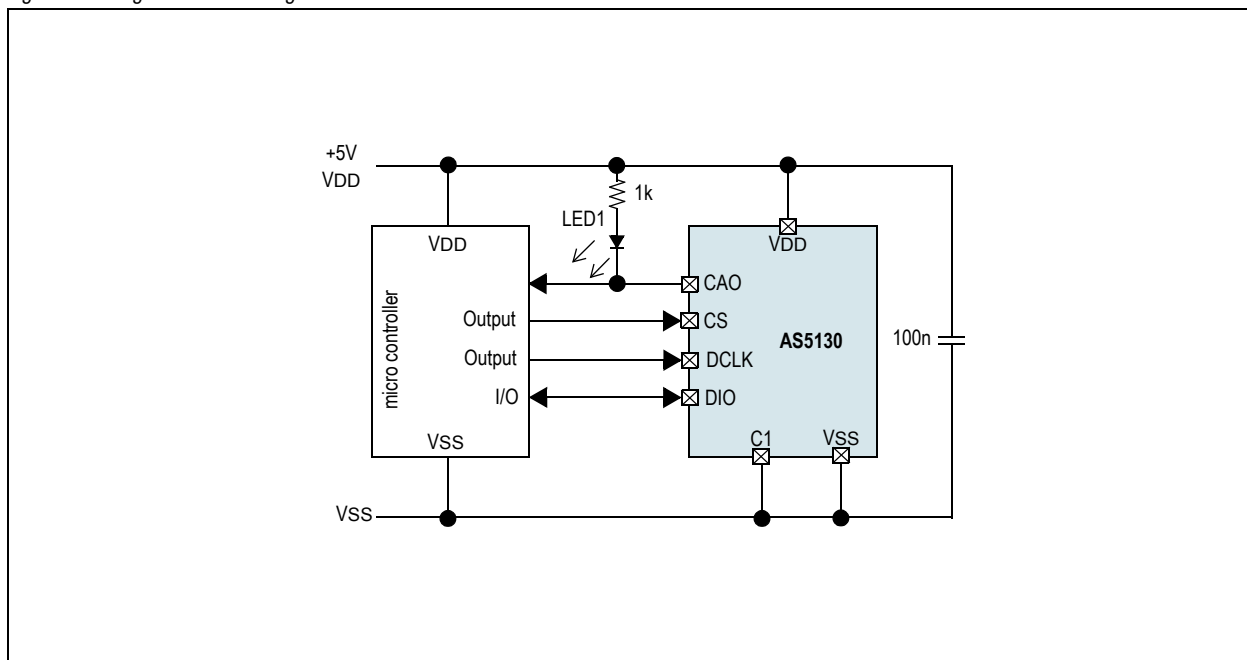 +5V
VDD
1k
LED1
VDD
VDD
micro controller
CAO
Output
CS
AS5130
100n
Output
DCLK
I/O
DIO
VSS
C1
VSS
VSS